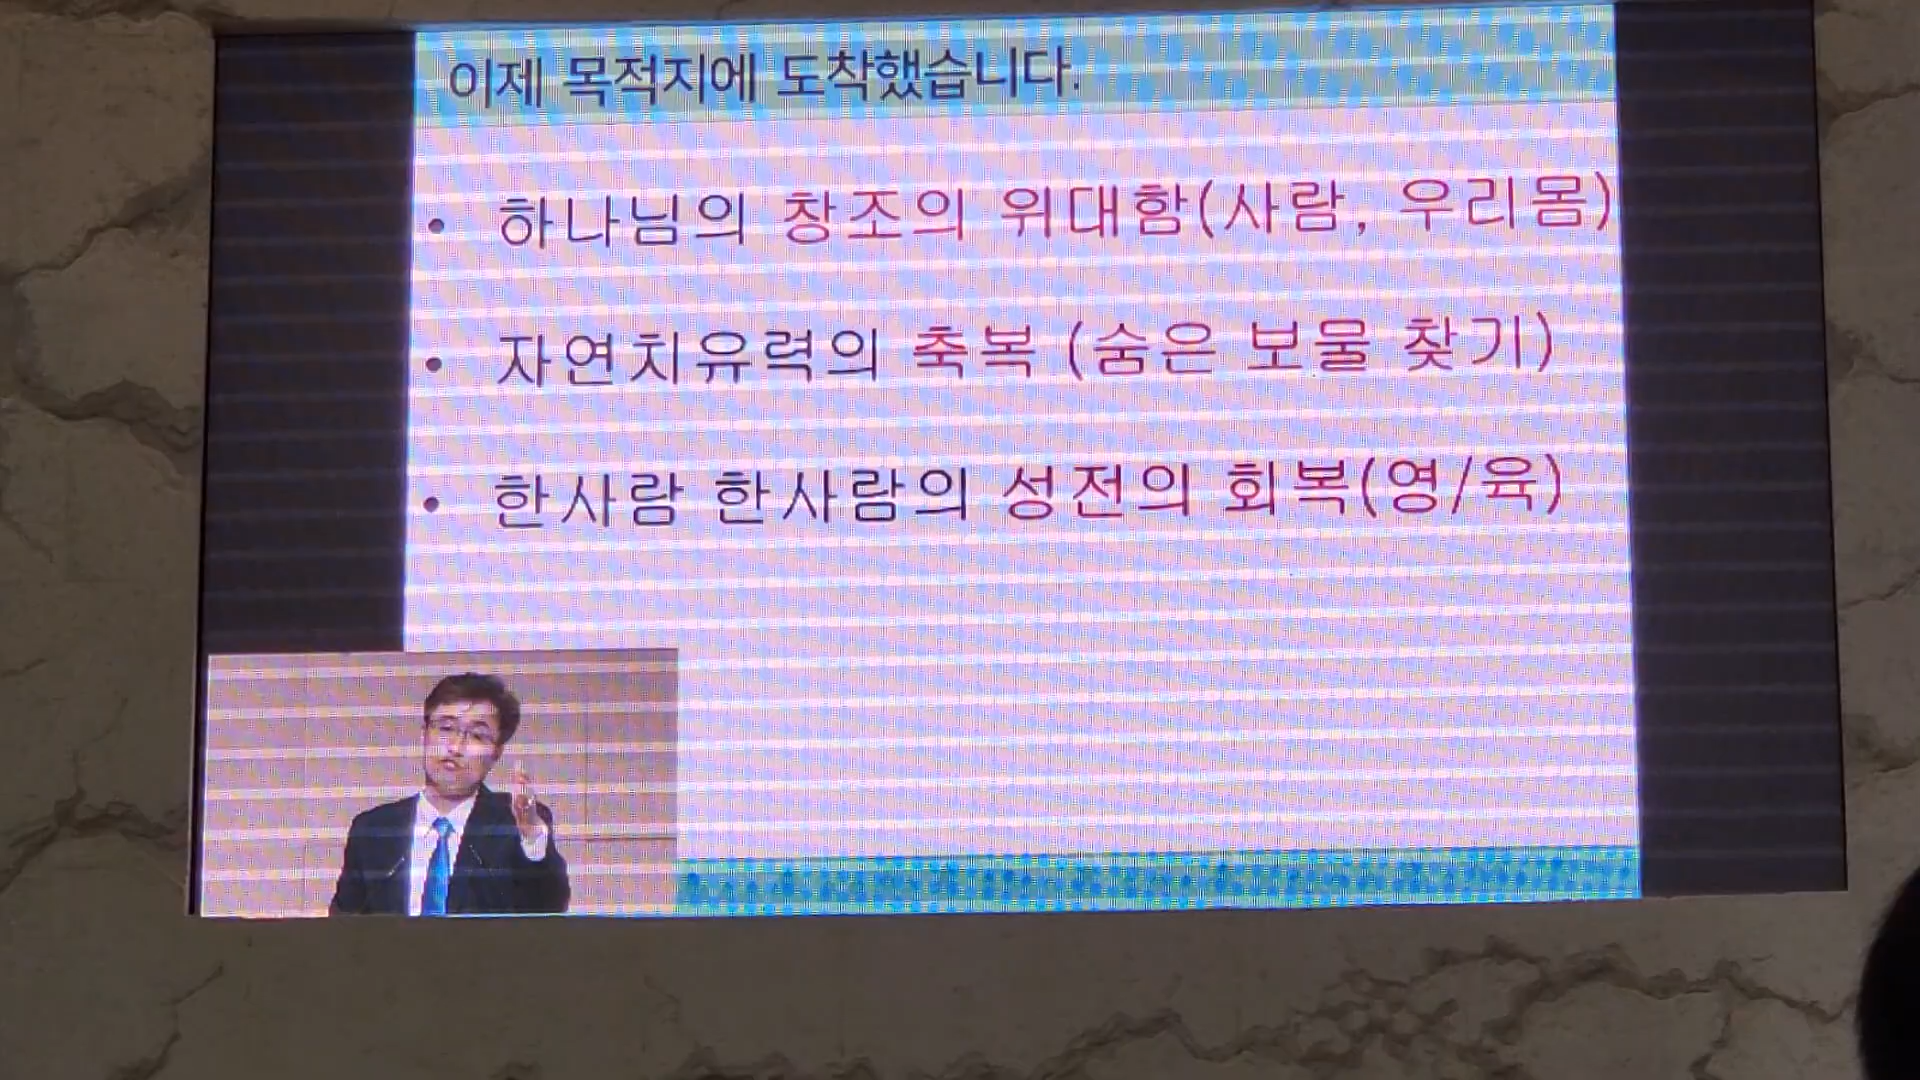 이제 목적지에 도착했습니다.
• 하나님의 창조의 위대함(사람, 우리몸)
• 자연치유력의 축복 (숨은 보물 찾기)
• 한사람 한사람의 성전의 회복(영/육)